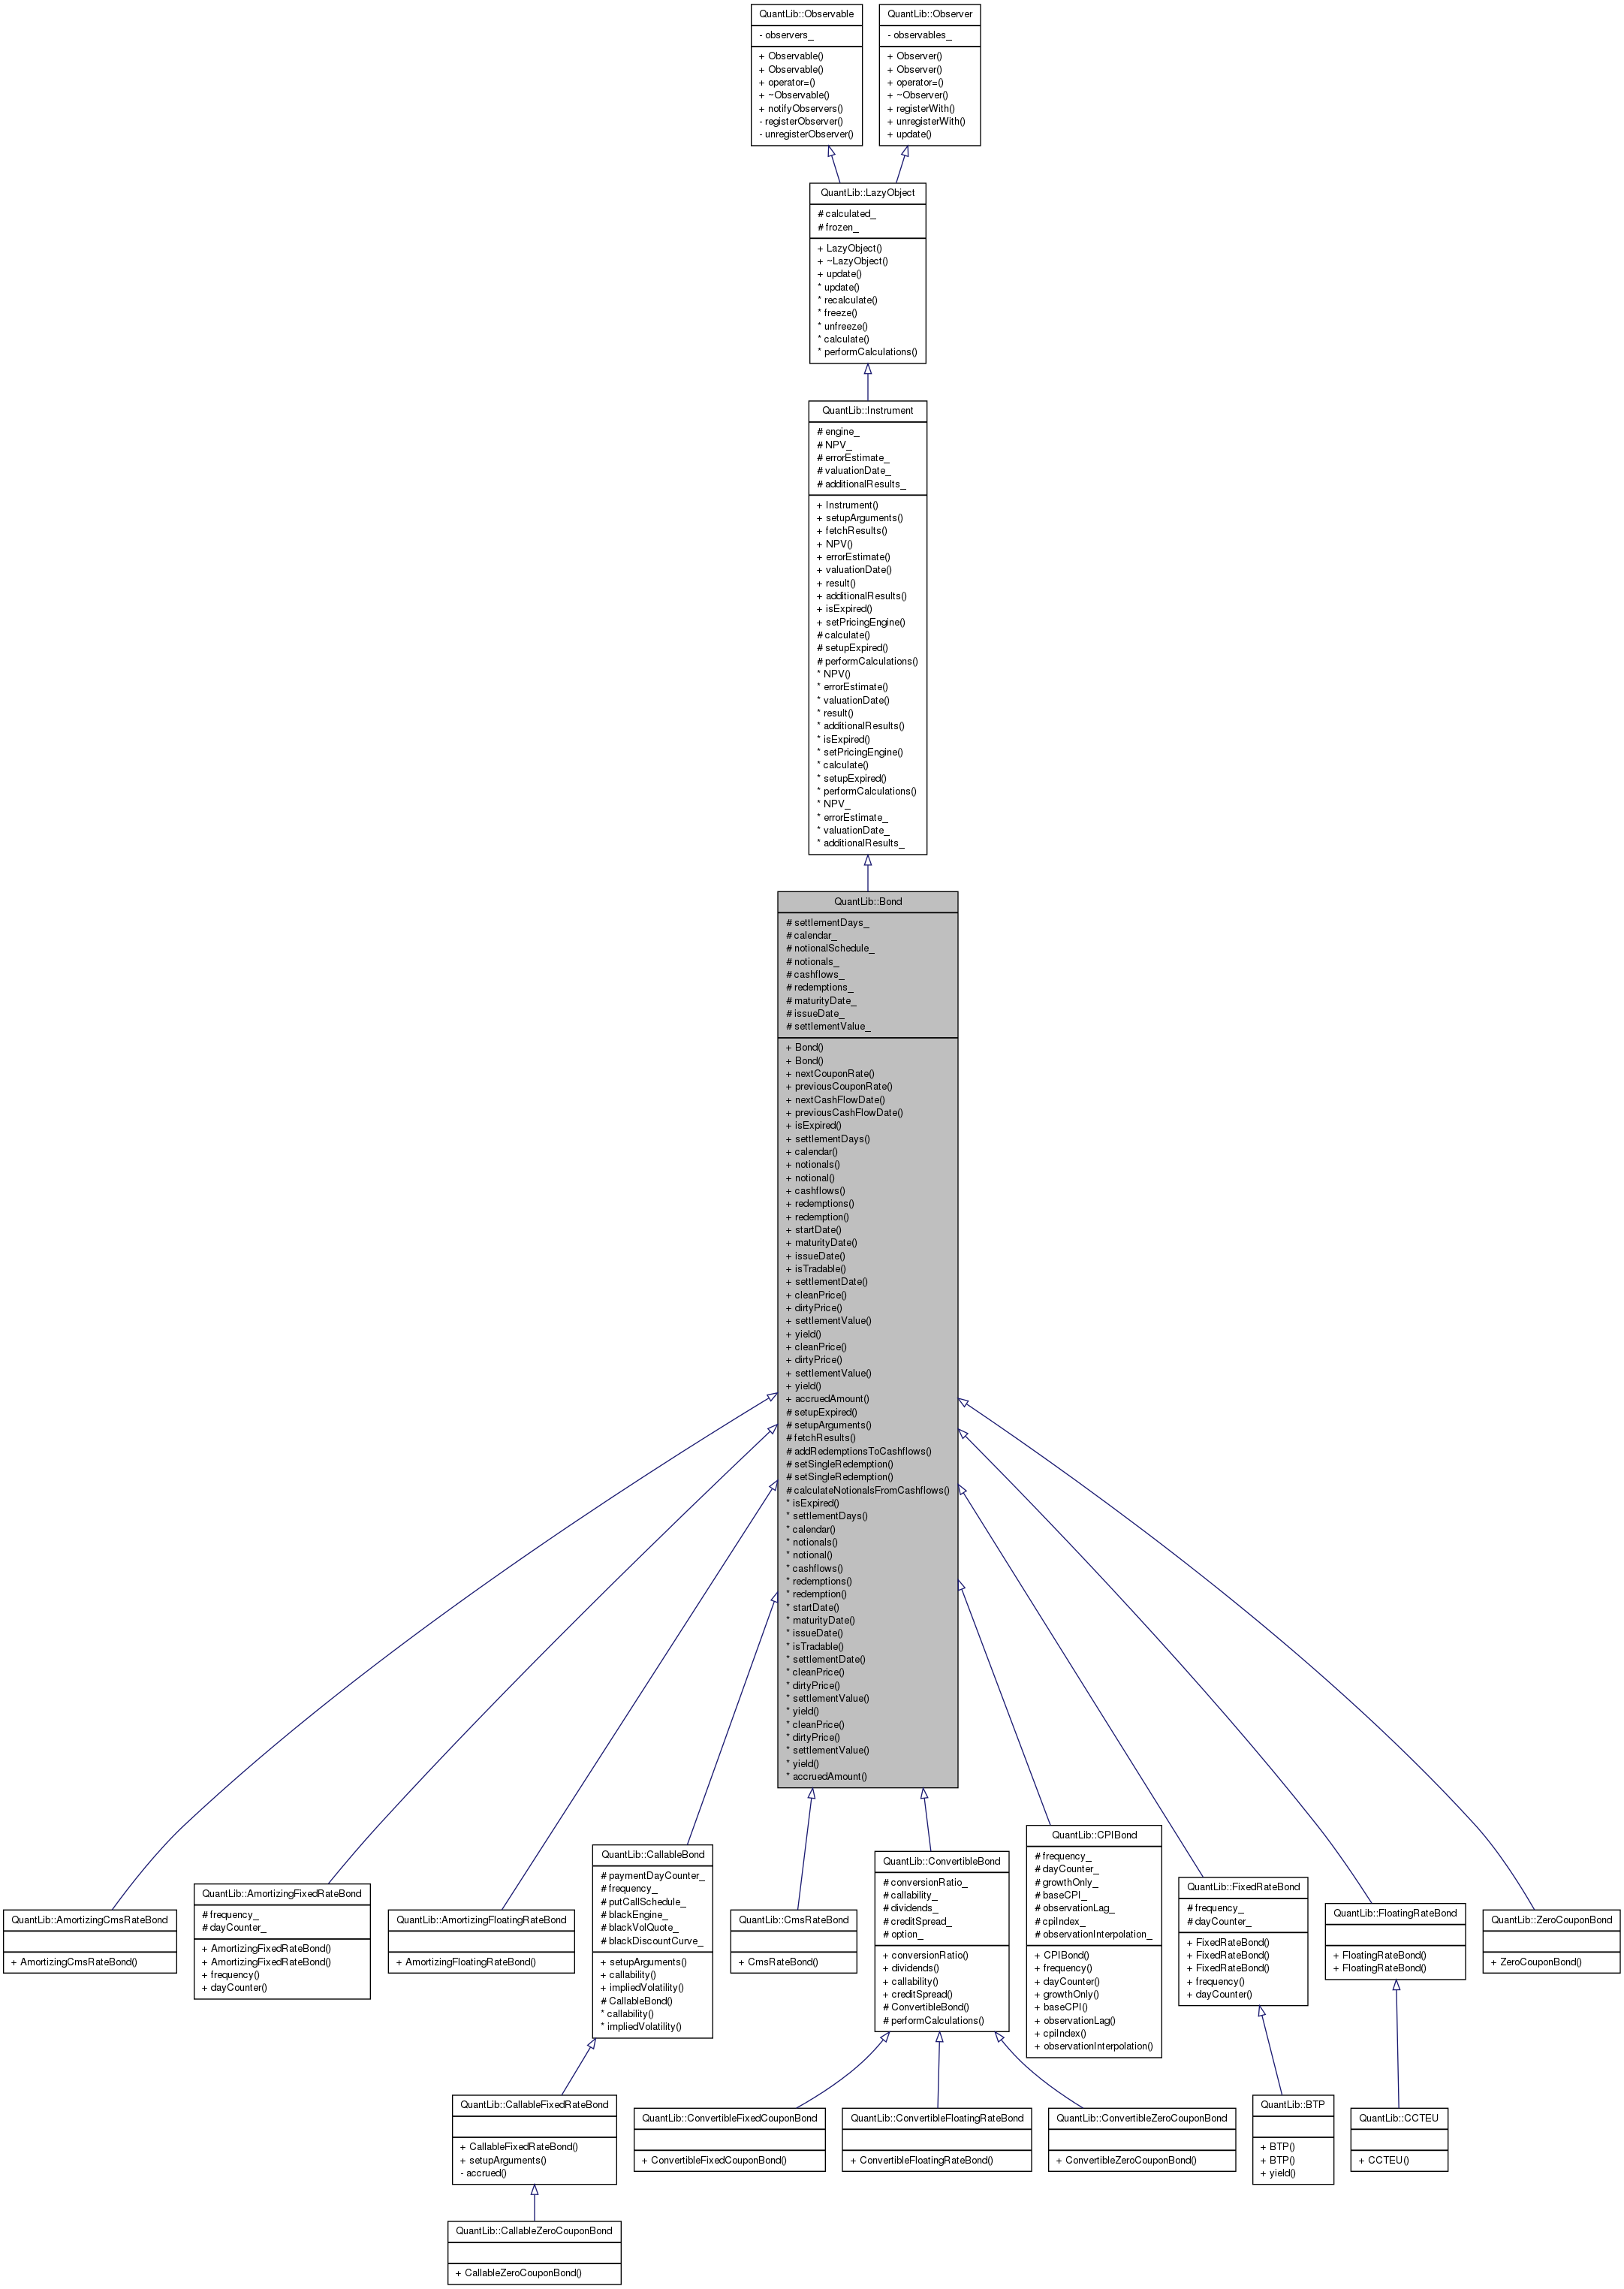 QuantLib::Observable
- observers_
+ Observable()
+ Observable()
+ operator=()
+ ~Observable()
+ notifyObservers()
- registerObserver()
- unregisterObserver()
QuantLib::Observer
- observables_
+ Observer()
+ Observer()
+ operator=()
+ ~Observer()
+ registerWith()
+ unregisterWith()
+ update()
QuantLib::LazyObject
# calculated_
# frozen_
+ LazyObject()
+ ~LazyObject()
+ update()
* update()
* recalculate()
* freeze()
* unfreeze()
* calculate()
* performCalculations()
QuantLib::Instrument
# engine_
# NPV_
# errorEstimate_
# valuationDate_
# additionalResults_
+ Instrument()
+ setupArguments()
+ fetchResults()
+ NPV()
+ errorEstimate()
+ valuationDate()
+ result()
+ additionalResults()
+ isExpired()
+ setPricingEngine()
# calculate()
# setupExpired()
# performCalculations()
* NPV()
* errorEstimate()
* valuationDate()
* result()
* additionalResults()
* isExpired()
* setPricingEngine()
* calculate()
* setupExpired()
* performCalculations()
* NPV_
* errorEstimate_
* valuationDate_
* additionalResults_
QuantLib::Bond
# settlementDays_
# calendar_
# notionalSchedule_
# notionals_
# cashflows_
# redemptions_
# maturityDate_
# issueDate_
# settlementValue_
+ Bond()
+ Bond()
+ nextCouponRate()
+ previousCouponRate()
+ nextCashFlowDate()
+ previousCashFlowDate()
+ isExpired()
+ settlementDays()
+ calendar()
+ notionals()
+ notional()
+ cashflows()
+ redemptions()
+ redemption()
+ startDate()
+ maturityDate()
+ issueDate()
+ isTradable()
+ settlementDate()
+ cleanPrice()
+ dirtyPrice()
+ settlementValue()
+ yield()
+ cleanPrice()
+ dirtyPrice()
+ settlementValue()
+ yield()
+ accruedAmount()
# setupExpired()
# setupArguments()
# fetchResults()
# addRedemptionsToCashflows()
# setSingleRedemption()
# setSingleRedemption()
# calculateNotionalsFromCashflows()
* isExpired()
* settlementDays()
* calendar()
* notionals()
* notional()
* cashflows()
* redemptions()
* redemption()
* startDate()
* maturityDate()
* issueDate()
* isTradable()
* settlementDate()
* cleanPrice()
* dirtyPrice()
* settlementValue()
* yield()
* cleanPrice()
* dirtyPrice()
* settlementValue()
* yield()
* accruedAmount()
QuantLib::AmortizingCmsRateBond
+ AmortizingCmsRateBond()
QuantLib::AmortizingFixedRateBond
# frequency_
# dayCounter_
+ AmortizingFixedRateBond()
+ AmortizingFixedRateBond()
+ frequency()
+ dayCounter()
QuantLib::AmortizingFloatingRateBond
+ AmortizingFloatingRateBond()
QuantLib::CallableBond
# paymentDayCounter_
# frequency_
# putCallSchedule_
# blackEngine_
# blackVolQuote_
# blackDiscountCurve_
+ setupArguments()
+ callability()
+ impliedVolatility()
# CallableBond()
* callability()
* impliedVolatility()
QuantLib::CmsRateBond
+ CmsRateBond()
QuantLib::ConvertibleBond
# conversionRatio_
# callability_
# dividends_
# creditSpread_
# option_
+ conversionRatio()
+ dividends()
+ callability()
+ creditSpread()
# ConvertibleBond()
# performCalculations()
QuantLib::CPIBond
# frequency_
# dayCounter_
# growthOnly_
# baseCPI_
# observationLag_
# cpiIndex_
# observationInterpolation_
+ CPIBond()
+ frequency()
+ dayCounter()
+ growthOnly()
+ baseCPI()
+ observationLag()
+ cpiIndex()
+ observationInterpolation()
QuantLib::FixedRateBond
# frequency_
# dayCounter_
+ FixedRateBond()
+ FixedRateBond()
+ FixedRateBond()
+ frequency()
+ dayCounter()
QuantLib::FloatingRateBond
+ FloatingRateBond()
+ FloatingRateBond()
QuantLib::ZeroCouponBond
+ ZeroCouponBond()
QuantLib::CallableFixedRateBond
+ CallableFixedRateBond()
+ setupArguments()
- accrued()
QuantLib::ConvertibleFixedCouponBond
+ ConvertibleFixedCouponBond()
QuantLib::ConvertibleFloatingRateBond
+ ConvertibleFloatingRateBond()
QuantLib::ConvertibleZeroCouponBond
+ ConvertibleZeroCouponBond()
QuantLib::BTP
+ BTP()
+ BTP()
+ yield()
QuantLib::CCTEU
+ CCTEU()
QuantLib::CallableZeroCouponBond
+ CallableZeroCouponBond()